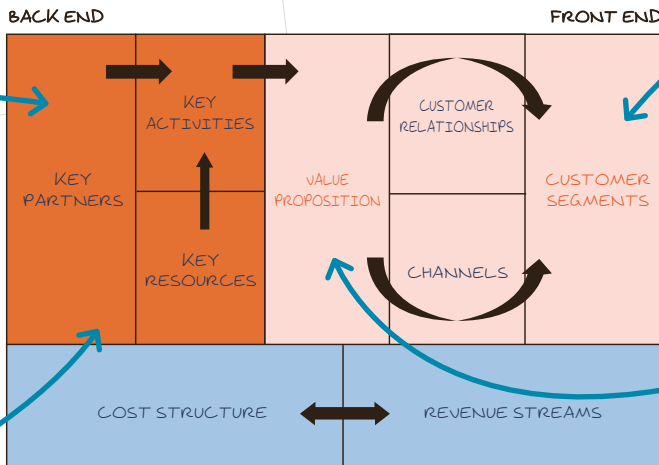 BACK END
FRONT END
KEY
PARTNERS
KEY
ACTIVITIES
KEY
RESOURCES
VALUE
PROPOSITION
CUSTOMER
RELATIONSHIPS
CHANNELS
CUSTOMER
SEGMENTS
COST STRUCTURE
REVENUE STREAMS